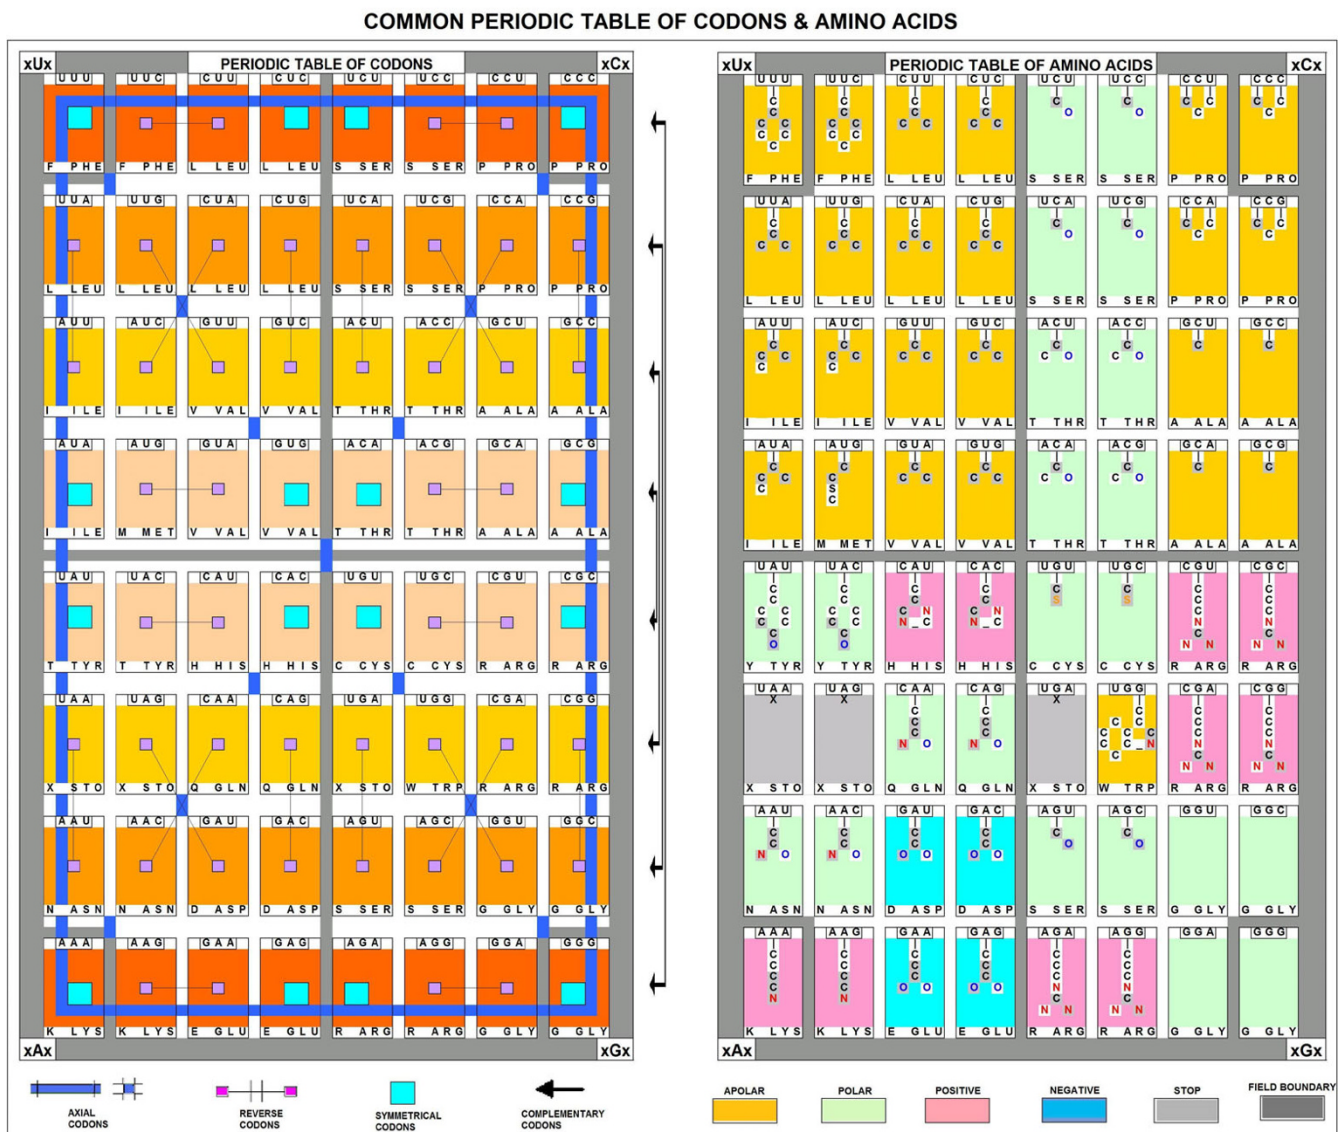 COMMON PERIODIC TABLE OF CODONS & AMINO ACIDS
xUx PERIODIC TABLE OF CODONS xCx
UUU UUC CUU CUC UCU UCC CCU CCC
F PHE F PHE L LEU L LEU S SER S SER P PRO P PRO
UUA UUG CUA CUG UCA UCG CCA CCG
L LEU L LEU L LEU L LEU S SER S SER P PRO P PRO
AUU AUC GUU GUC ACU ACC GCU GCC
I ILE I ILE V VAL V VAL T THR T THR A ALA A ALA
AUA AUG GUA GUG ACA ACG GCA GCG
I ILE M MET V VAL V VAL T THR T THR A ALA A ALA
UAU UAC CAU CAC UGU UGC CGU CGC
T TYR T TYR H HIS H HIS C CYS C CYS R ARG R ARG
UAA UAG CAA CAG UGA UGG CGA CGG
X STO X STO Q GLN Q GLN X STO W TRP R ARG R ARG
AAU AAC GAU GAC AGU AGC GGU GGC
N ASN N ASN D ASP D ASP S SER S SER G GLY G GLY
AAA AAG GAA GAG AGA AGG GGA GGG
K LYS K LYS E GLU E GLU R ARG R ARG G GLY G GLY
xAx xGx
AXIAL CODONS
REVERSE CODONS
SYMMETRICAL CODONS
COMPLEMENTARY CODONS
xUx PERIODIC TABLE OF AMINO ACIDS xCx
UUU UUC CUU CUC UCU UCC CCU CCC
C C C C C C C C C C
C C C C O O C C
C C C C C C C C
C C C C
C
F PHE F PHE L LEU L LEU S SER S SER P PRO P PRO
UUA UUG CUA CUG UCA UCG CCA CCG
C C C C C C C C C C
C C C C O O C C
C C C C C C C C
L LEU L LEU L LEU L LEU S SER S SER P PRO P PRO
AUU AUC GUU GUC ACU ACC GCU GCC
C C C C C C C C
C C C C C C C C C O C O
C C
I ILE I ILE V VAL V VAL T THR T THR A ALA A ALA
AUA AUG GUA GUG ACA ACG GCA GCG
C C C C C C C C
C C S C C C C C O C O
C C
I ILE M MET V VAL V VAL T THR T THR A ALA A ALA
UAU UAC CAU CAC UGU UGC CGU CGC
C C C C C C C C
C C C C S S C C
C C C C C N C N C C
C C C C N _ C N _ C N N
C C C C
O O N N N N
Y TYR Y TYR H HIS H HIS C CYS C CYS R ARG R ARG
UAA UAG CAA CAG UGA UGG CGA CGG
X X C C X C C C
C C C C C C
C C C C C C C
N O N O C C _ N N N
C C C
N N N N
X STO X STO Q GLN Q GLN X STO W TRP R ARG R ARG
AAU AAC GAU GAC AGU AGC GGU GGC
C C C C C C
C C C C O O
N O N O O O O O
N ASN N ASN D ASP D ASP S SER S SER G GLY G GLY
AAA AAG GAA GAG AGA AGG GGA GGG
C C C C C C
C C C C C C
C C C C C C
C C O O O O N N
N N C C
N N N N
K LYS K LYS E GLU E GLU R ARG R ARG G GLY G GLY
xAx xGx
APOLAR POLAR POSITIVE NEGATIVE STOP FIELD BOUNDARY